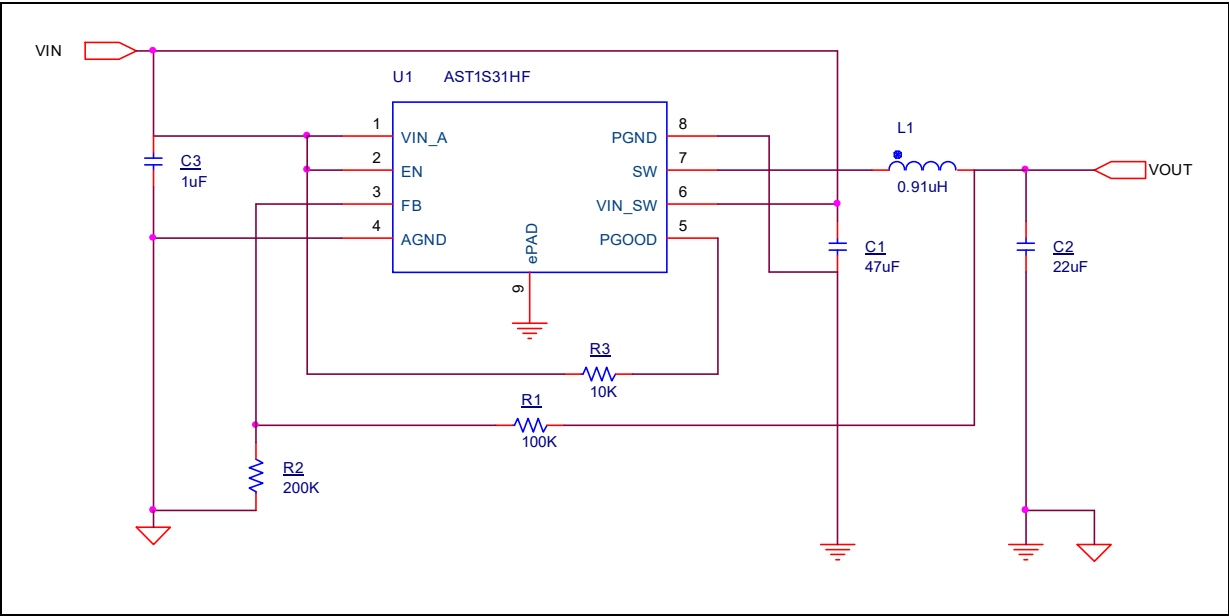 VIN
U1 AST1S31HF
1 VIN_A
2 EN
3 FB
4 AGND
8 PGND
7 SW
6 VIN_SW
5 PGOOD
ePAD
9
C3
1uF
L1
0.91uH
VOUT
C1
47uF
C2
22uF
R3
10K
R1
100K
R2
200K